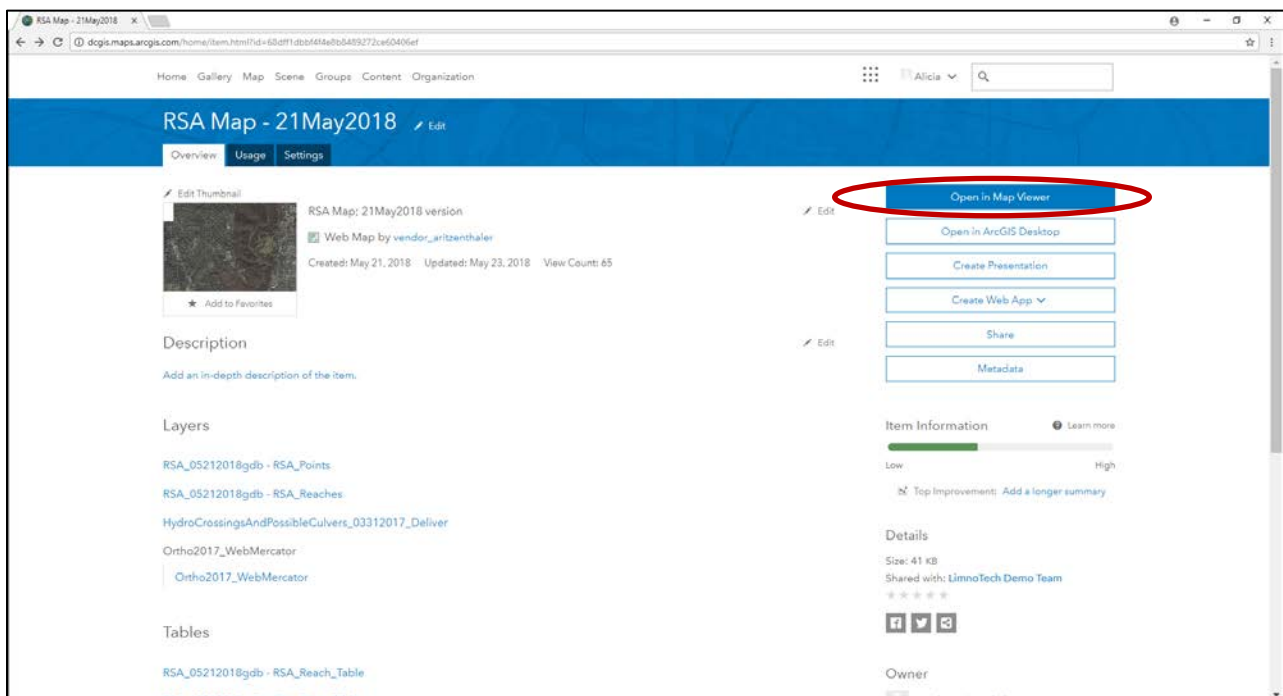 RSA Map - 21May2018
dcgis.maps.arcgis.com/home/item.html?id=68dff1dbbf4f4e8b8489272ce60406ef
Home Gallery Map Scene Groups Content Organization Alicia
RSA Map - 21May2018 Edit
Overview Usage Settings
Edit Thumbnail
RSA Map; 21May2018 version Edit
Web Map by vendor_aritzenthaler
Created: May 21, 2018 Updated: May 23, 2018 View Count: 65
Add to Favorites
Open in Map Viewer
Open in ArcGIS Desktop
Create Presentation
Create Web App
Share
Metadata
Description Edit
Add an in-depth description of the item.
Layers
RSA_05212018gdb - RSA_Points
RSA_05212018gdb - RSA_Reaches
HydroCrossingsAndPossibleCulvers_03312017_Deliver
Ortho2017_WebMercator
Ortho2017_WebMercator
Tables
RSA_05212018gdb - RSA_Reach_Table
Item Information Learn more
Low High
Top Improvement: Add a longer summary
Details
Size: 41 KB
Shared with: LimnoTech Demo Team
Owner